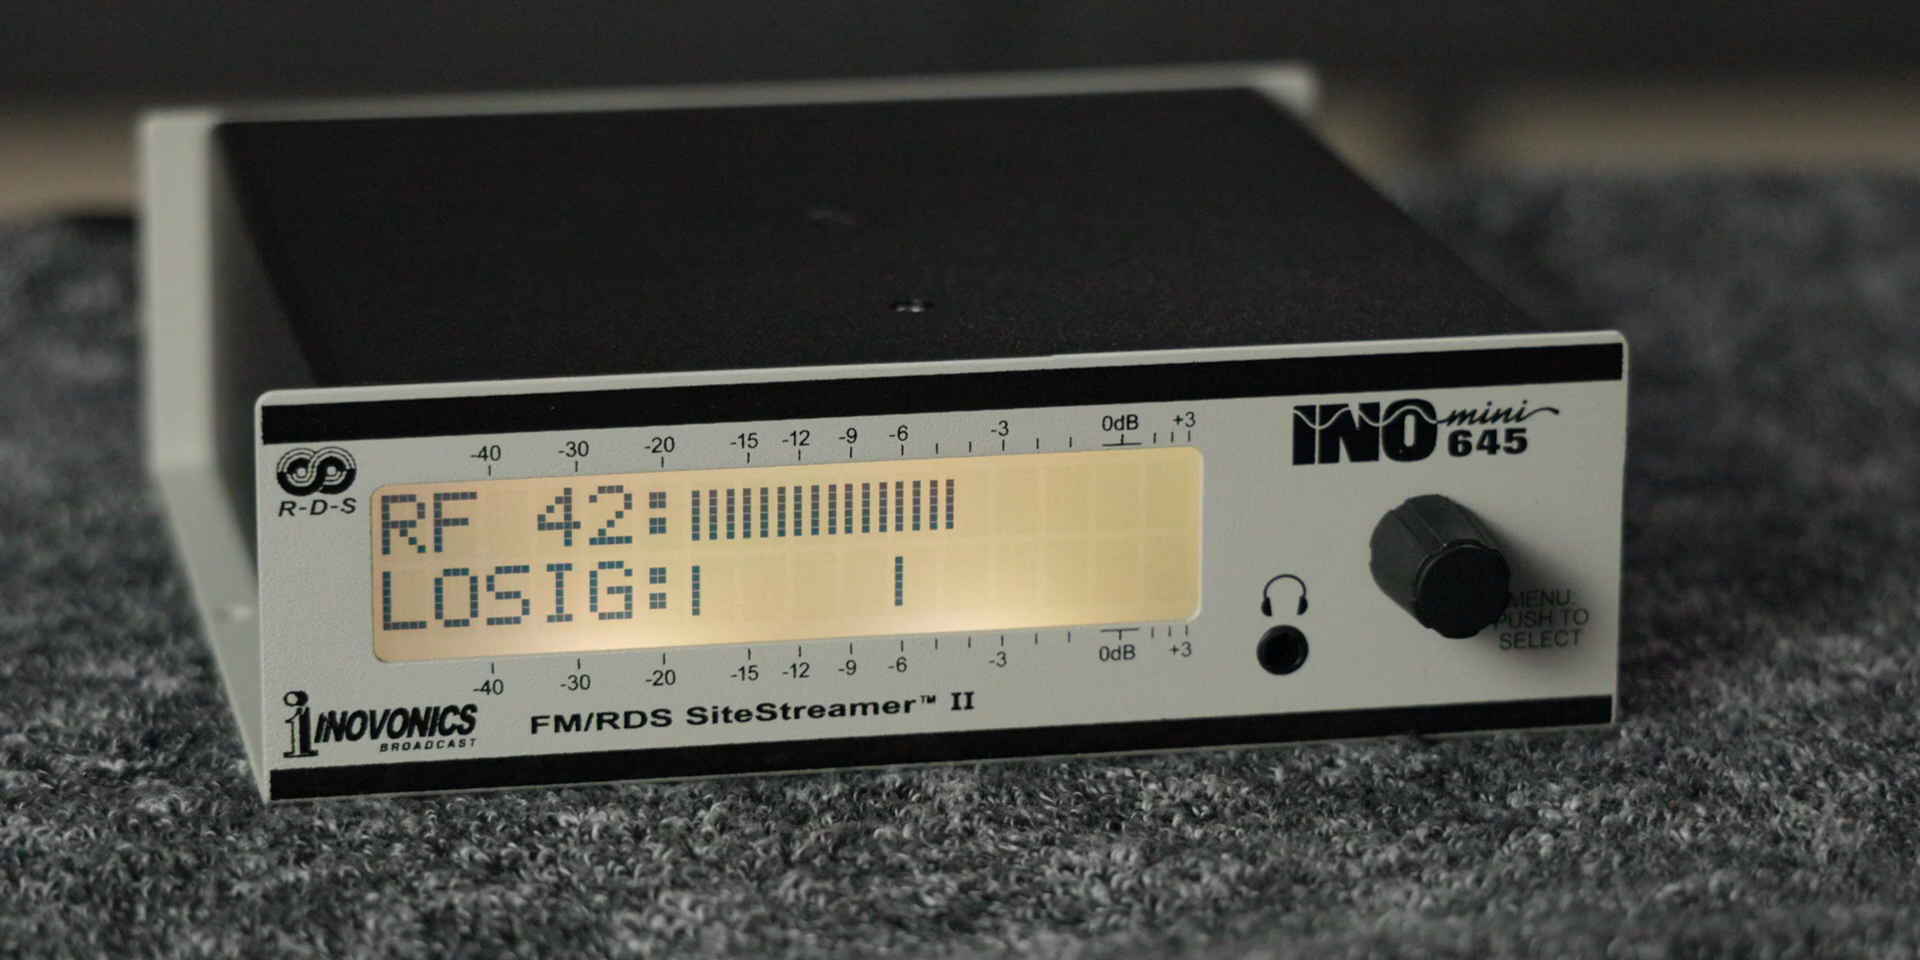 -40 -30 -20 -15 -12 -9 -6 -3 0dB +3
INO mini
645
R-D-S
RF 42:
LOSIG:
MENU:
PUSH TO
SELECT
-40 -30 -20 -15 -12 -9 -6 -3 0dB +3
INOVONICS
BROADCAST
FM/RDS SiteStreamer™ II